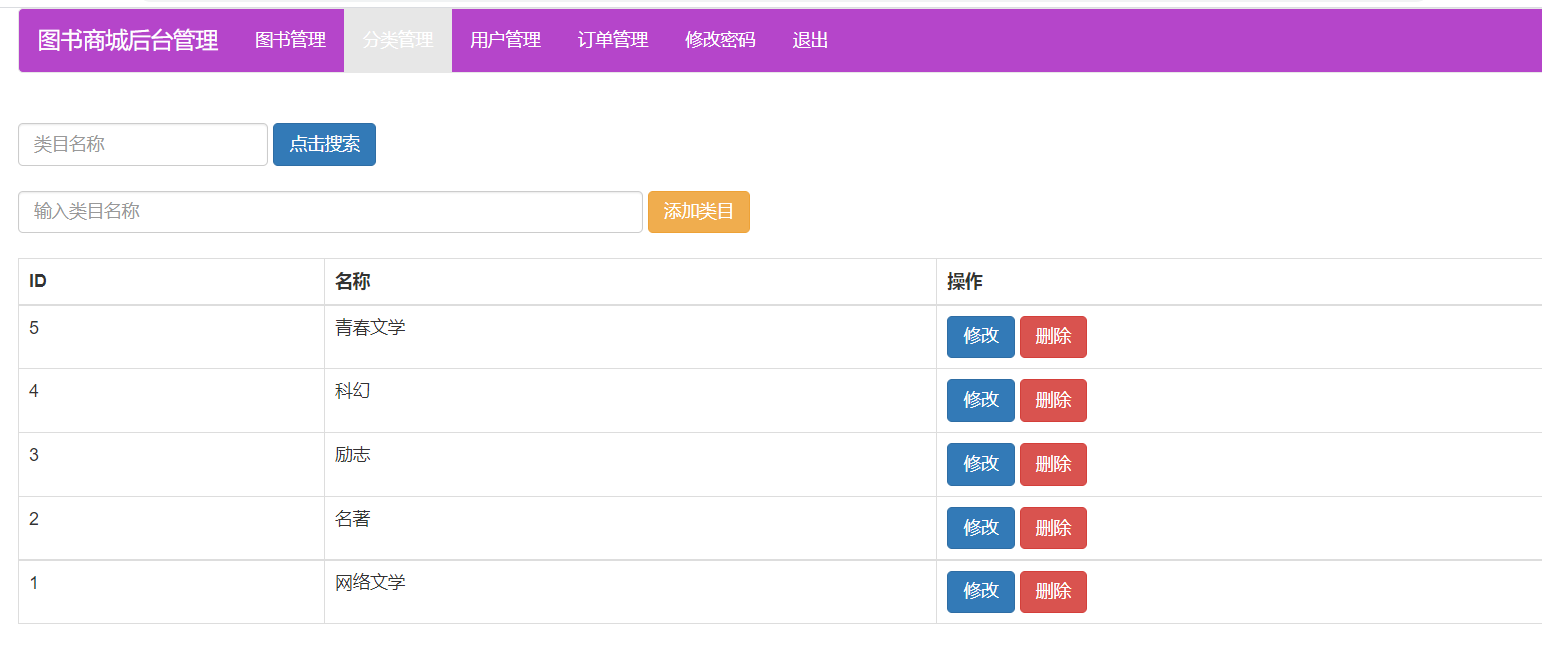 图书商城后台管理 图书管理 分类管理 用户管理 订单管理 修改密码 退出
类目名称 点击搜索
输入类目名称 添加类目
ID 名称 操作
5 青春文学 修改 删除
4 科幻 修改 删除
3 励志 修改 删除
2 名著 修改 删除
1 网络文学 修改 删除